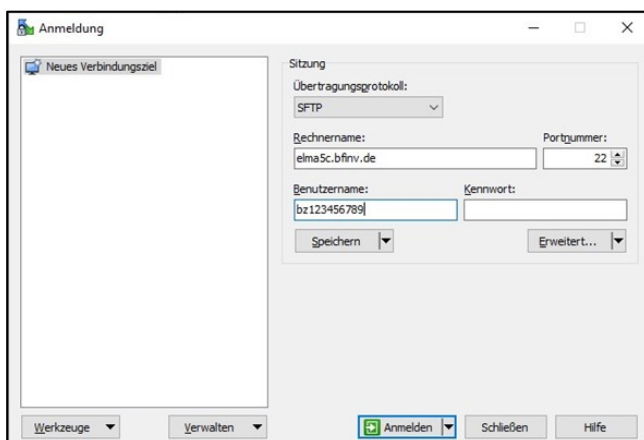 Anmeldung
Neues Verbindungsziel
Sitzung
Übertragungsprotokoll:
SFTP
Rechnername:
Portnummer:
elma5c.bfinv.de
22
Benutzername:
Kennwort:
bz123456789
Speichern
Erweitert...
Werkzeuge
Verwalten
Anmelden
Schließen
Hilfe